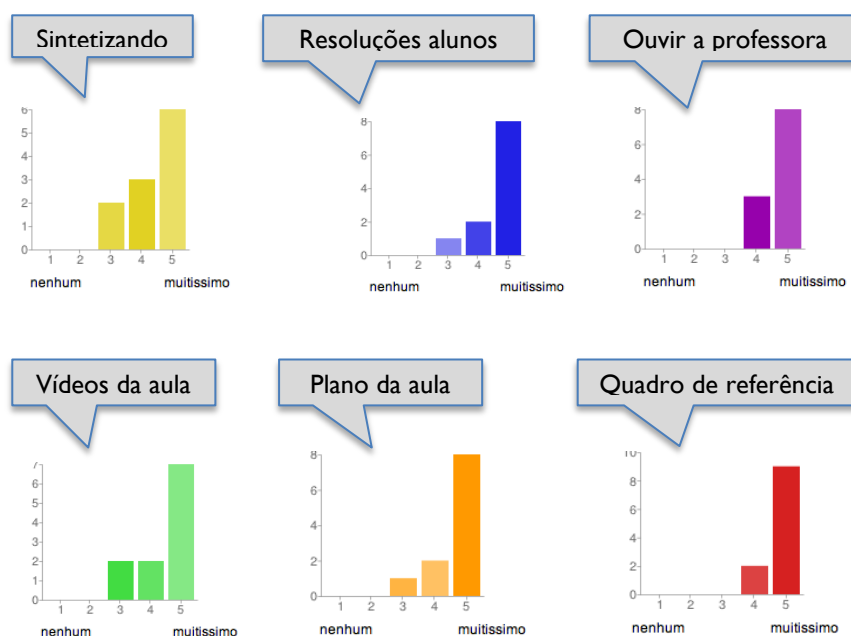 Sintetizando
Resoluções alunos
Ouvir a professora
6
5
4
3
2
1
0
1 2 3 4 5
nenhum muitissimo
8
6
4
2
0
1 2 3 4 5
nenhum muitissimo
8
6
4
2
0
1 2 3 4 5
nenhum muitissimo
Vídeos da aula
Plano da aula
Quadro de referência
7
6
5
4
3
2
1
0
1 2 3 4 5
nenhum muitissimo
8
6
4
2
0
1 2 3 4 5
nenhum muitissimo
10
8
6
4
2
0
1 2 3 4 5
nenhum muitissimo